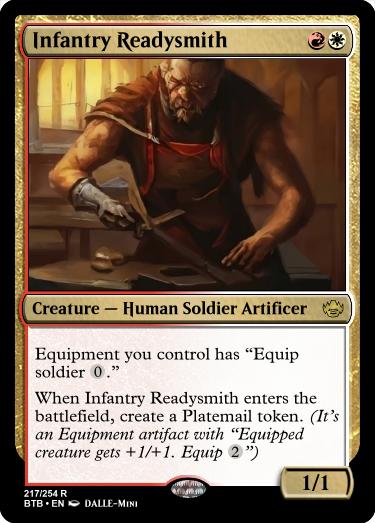 Infantry Readysmith
Creature — Human Soldier Artificer
Equipment you control has “Equip
soldier 0.”
When Infantry Readysmith enters the
battlefield, create a Platemail token. (It's
an Equipment artifact with “Equipped
creature gets +1/+1. Equip 2”)
1/1
217/254 R
BTB • EN DALLE-Mini